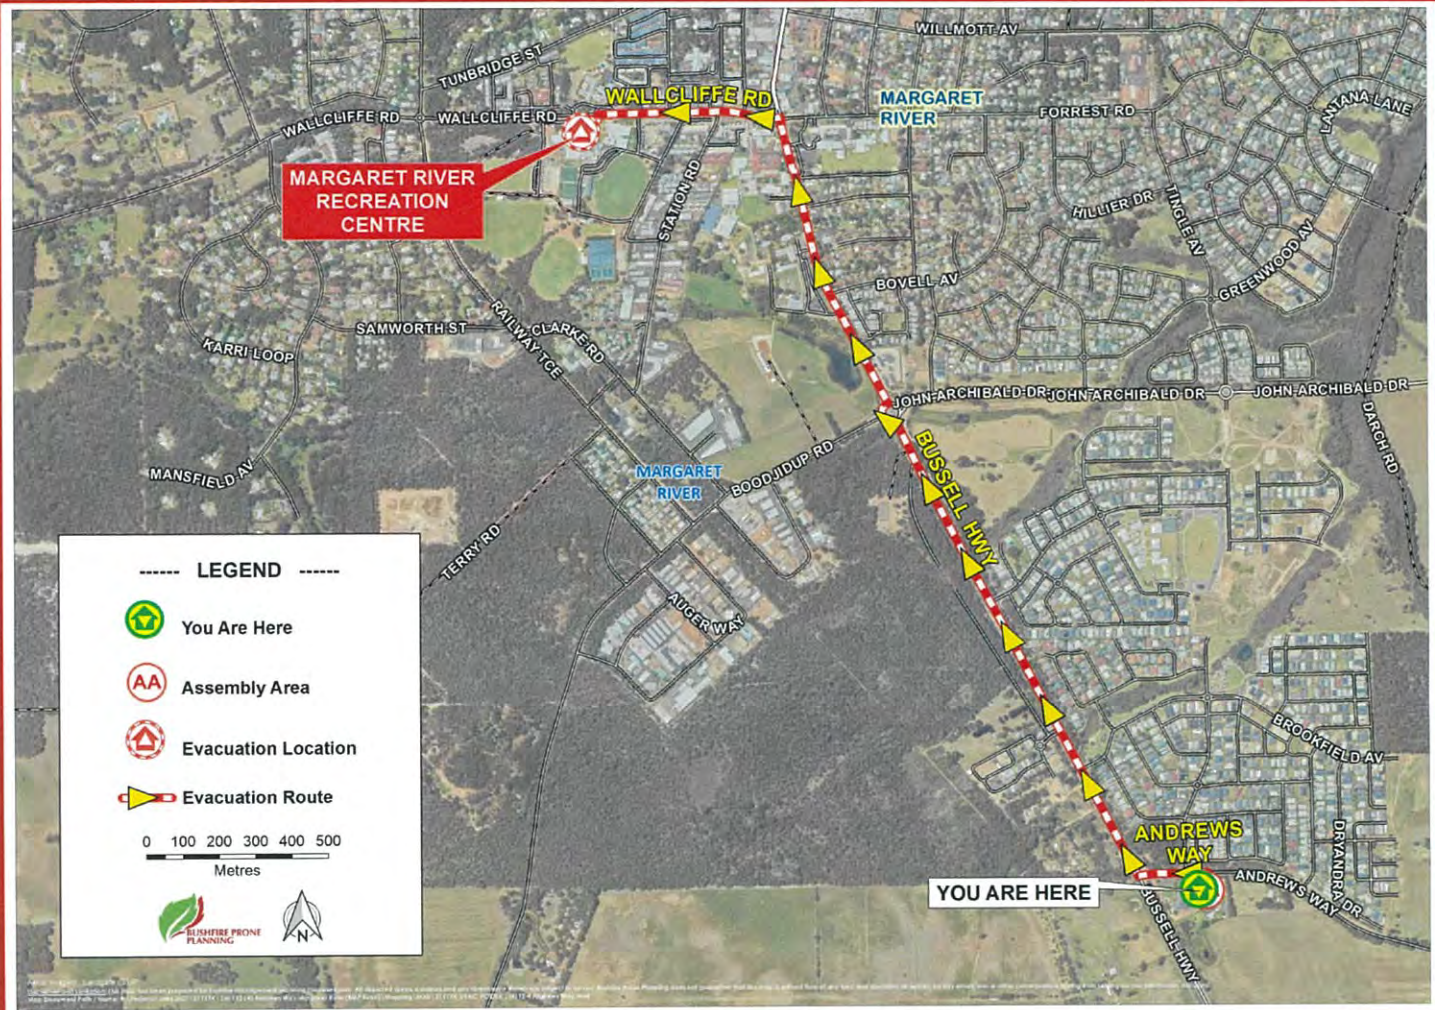 WILLMOTT AV
TUNBRIDGE ST
WALLCLIFFE RD
WALLCLIFFE RD
WALLCLIFFE RD
MARGARET
RIVER
FORREST RD
LANTANA LANE
MARGARET RIVER
RECREATION
CENTRE
STATION RD
HILLIER DR
TINGLE AV
GREENWOOD AV
BOVELL AV
SAMWORTH ST
CLARKE RD
RAILWAY TCE
KARRI LOOP
JOHN ARCHIBALD DR
JOHN ARCHIBALD DR
JOHN ARCHIBALD DR
DARCH RD
BUSSELL HWY
BOODJIDUP RD
MARGARET
RIVER
MANSFIELD AV
TERRY RD
AUGER WAY
BROOKFIELD AV
ANDREWS
WAY
DRYANDRA DR
ANDREWS WAY
YOU ARE HERE
BUSSELL HWY
------ LEGEND ------
You Are Here
AA Assembly Area
Evacuation Location
Evacuation Route
0 100 200 300 400 500
Metres
BUSHFIRE PRONE
PLANNING
N